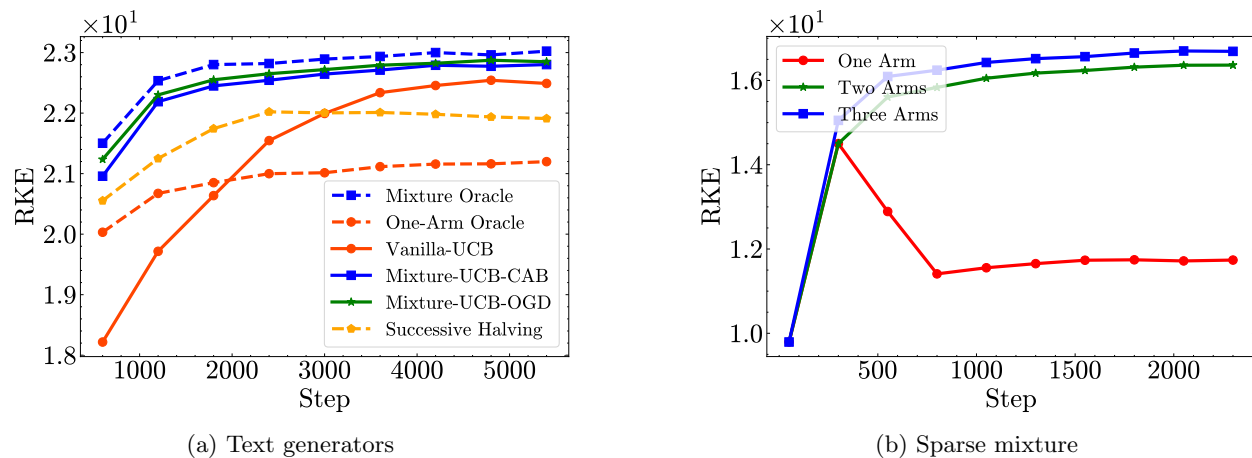 ×10¹
2.3
2.2
2.1
2.0
1.9
1.8
RKE
1000 2000 3000 4000 5000
Step
Mixture Oracle
One-Arm Oracle
Vanilla-UCB
Mixture-UCB-CAB
Mixture-UCB-OGD
Successive Halving
(a) Text generators
×10¹
1.6
1.4
1.2
1.0
RKE
500 1000 1500 2000
Step
One Arm
Two Arms
Three Arms
(b) Sparse mixture